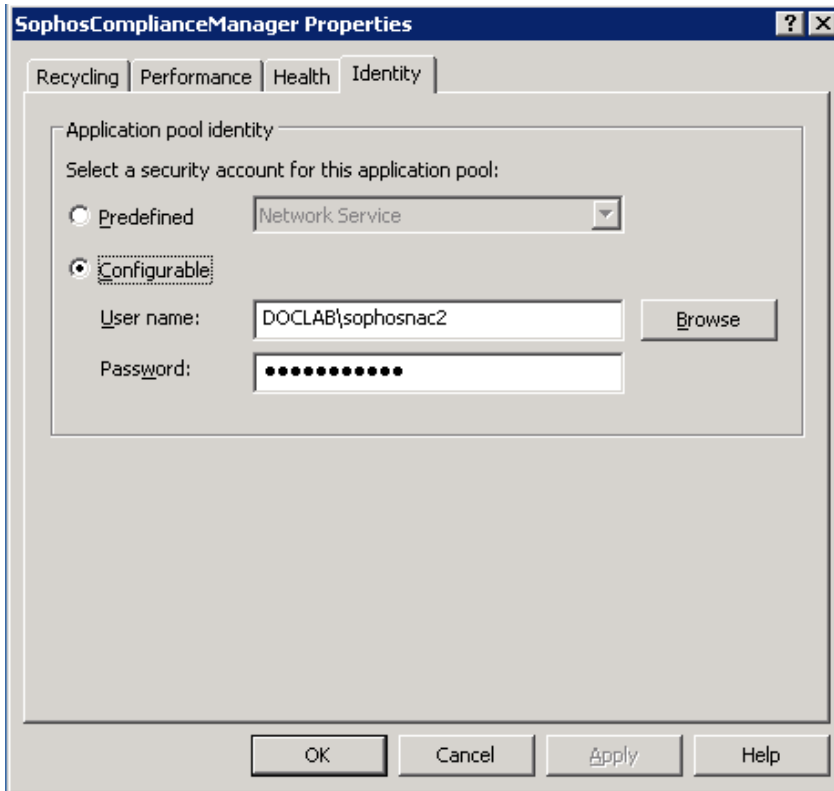 SophosComplianceManager Properties
Recycling Performance Health Identity
Application pool identity
Select a security account for this application pool:
Predefined Network Service
Configurable
User name: DOCLAB\sophosnac2 Browse
Password: ●●●●●●●●●●●
OK Cancel Apply Help